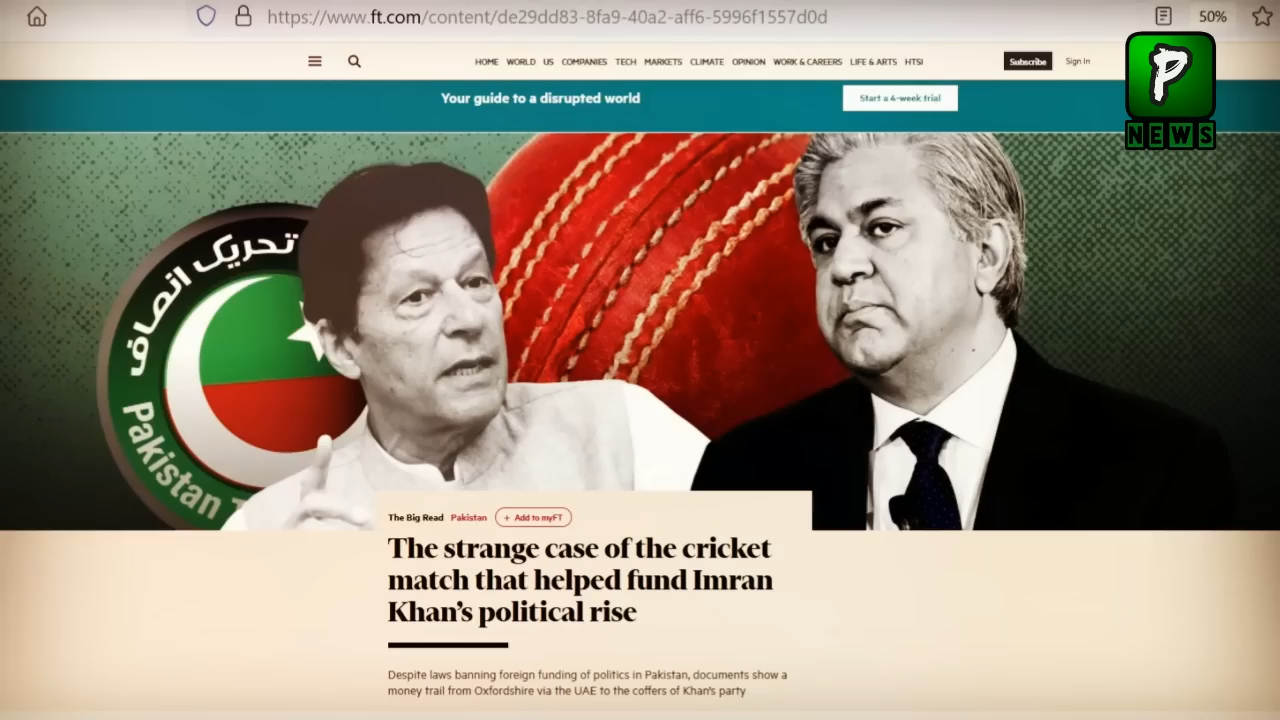 https://www.ft.com/content/de29dd83-8fa9-40a2-aff6-5996f1557d0d
50%
HOME WORLD US COMPANIES TECH MARKETS CLIMATE OPINION WORK & CAREERS LIFE & ARTS HTSI
Subscribe Sign In
P
NEWS
Your guide to a disrupted world
Start a 4-week trial
تحریک انصاف
Pakistan T
The Big Read Pakistan + Add to myFT
The strange case of the cricket
match that helped fund Imran
Khan's political rise
Despite laws banning foreign funding of politics in Pakistan, documents show a
money trail from Oxfordshire via the UAE to the coffers of Khan's party